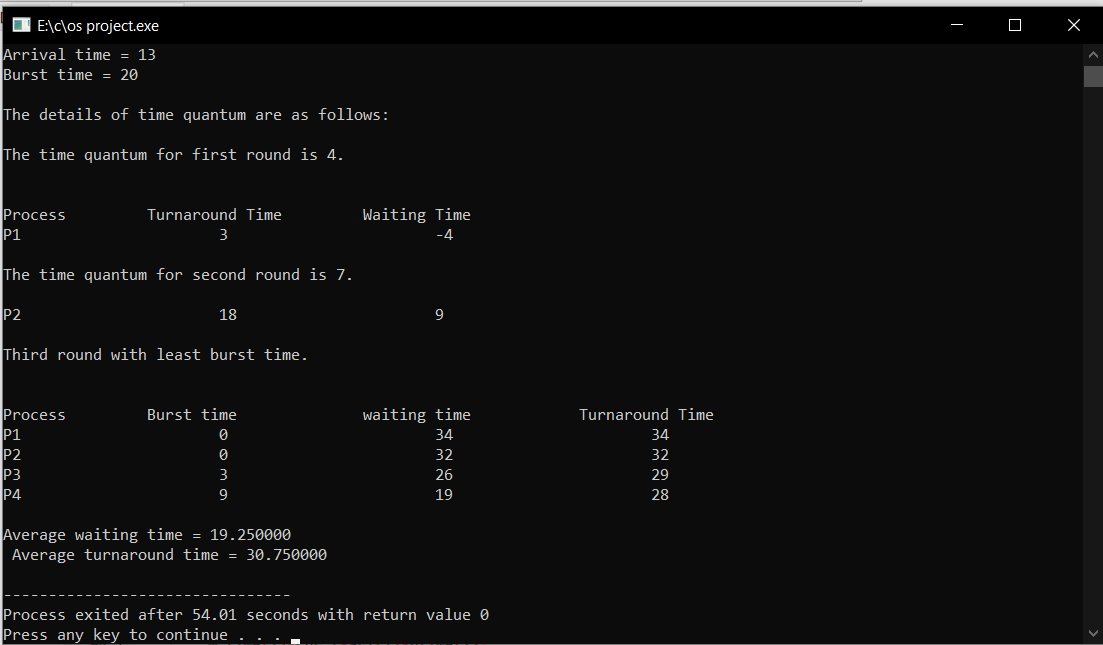 E:\c\os project.exe
Arrival time = 13
Burst time = 20
The details of time quantum are as follows:
The time quantum for first round is 4.
Process Turnaround Time Waiting Time
P1 3 -4
The time quantum for second round is 7.
P2 18 9
Third round with least burst time.
Process Burst time waiting time Turnaround Time
P1 0 34 34
P2 0 32 32
P3 3 26 29
P4 9 19 28
Average waiting time = 19.250000
Average turnaround time = 30.750000
--------------------------------
Process exited after 54.01 seconds with return value 0
Press any key to continue . . .